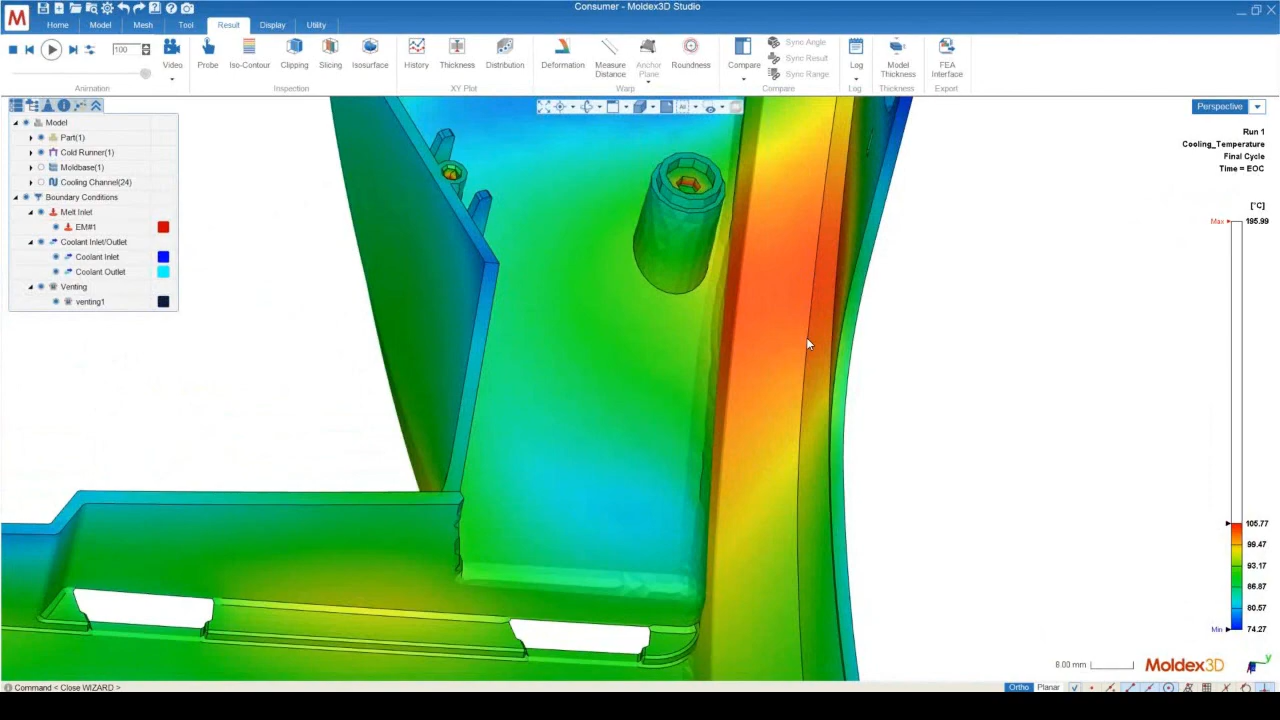 Consumer - Moldex3D Studio
M
Home Model Mesh Tool Result Display Utility
100
Video Probe Iso-Contour Clipping Slicing Isosurface History Thickness Distribution Deformation Measure Distance Anchor Plane Roundness Compare Sync Angle Sync Result Sync Range Log Model Thickness FEA Interface
Animation Inspection XY Plot Warp Compare Log Thickness Export
Perspective
Model
Part(1)
Cold Runner(1)
Moldbase(1)
Cooling Channel(24)
Boundary Conditions
Melt Inlet
EM#1
Coolant Inlet/Outlet
Coolant Inlet
Coolant Outlet
Venting
venting1
Run 1
Cooling_Temperature
Final Cycle
Time = EOC
[°C]
Max 195.99
105.77
99.47
93.17
86.87
80.57
Min 74.27
8.00 mm
Moldex3D
y
Command < Close WIZARD >
Ortho Planar